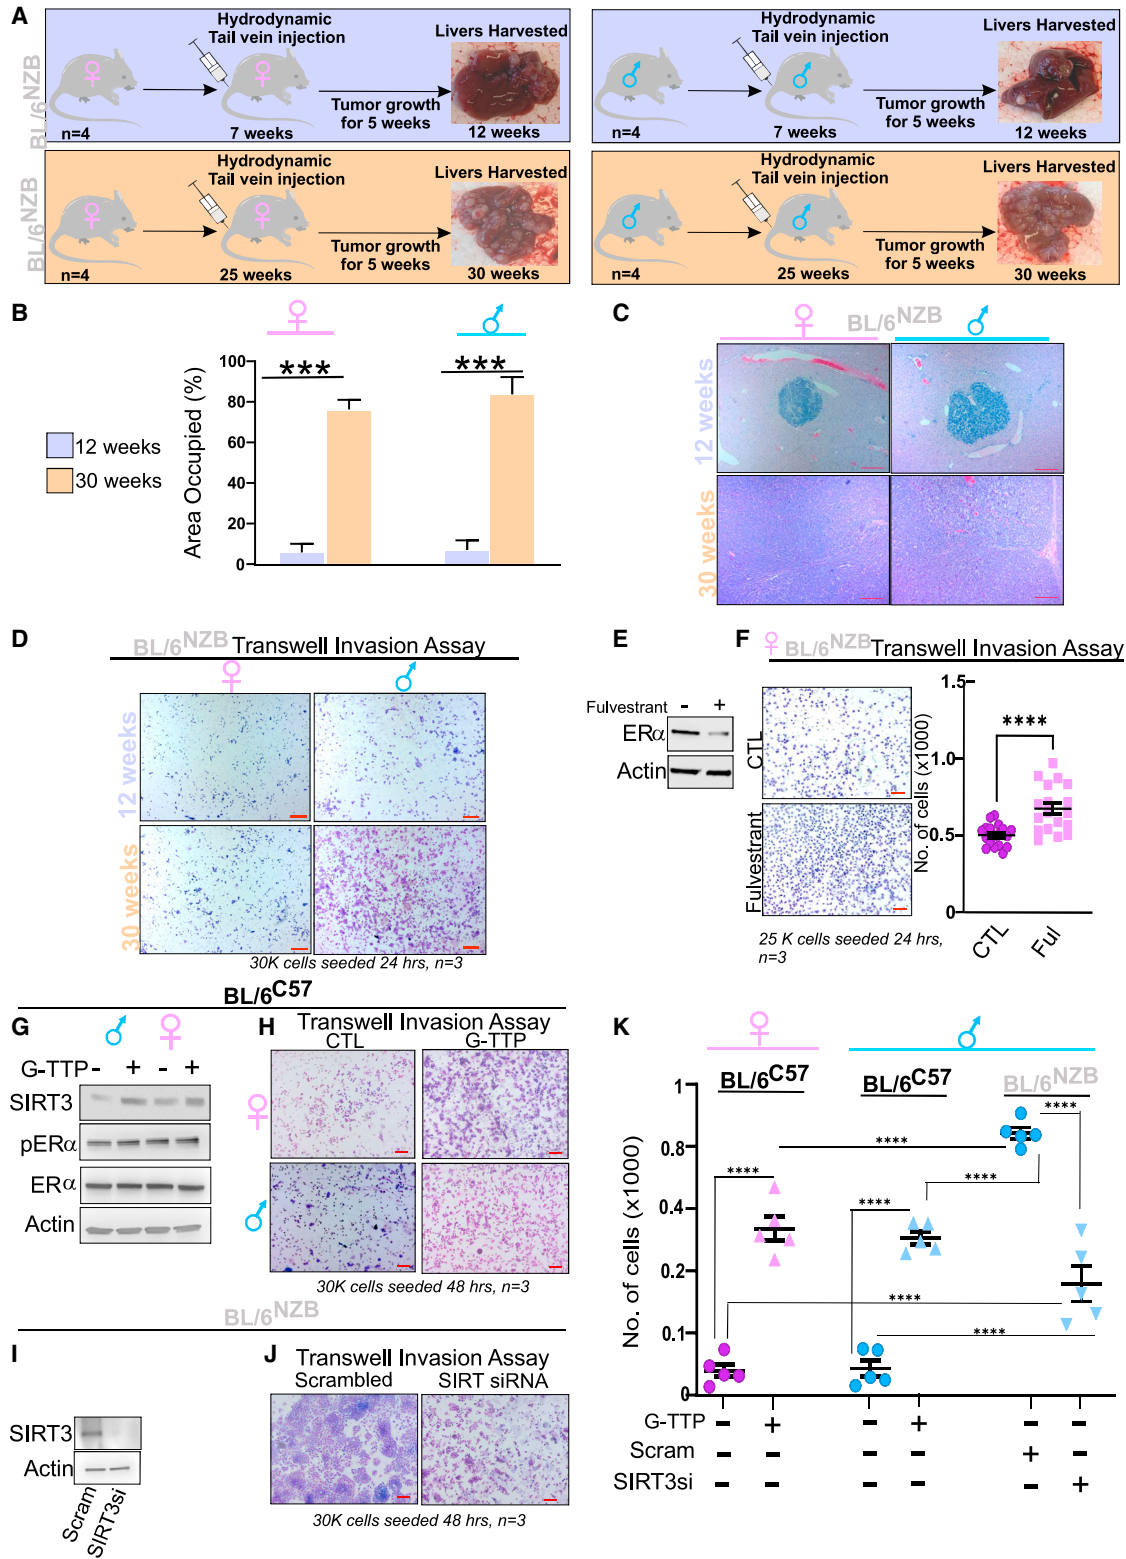 A
BL/6NZB
Hydrodynamic
Tail vein injection
Livers Harvested
♀
♀
Tumor growth
for 5 weeks
n=4
7 weeks
12 weeks
Hydrodynamic
Tail vein injection
Livers Harvested
♂
♂
Tumor growth
for 5 weeks
n=4
7 weeks
12 weeks
BL/6NZB
Hydrodynamic
Tail vein injection
Livers Harvested
♀
♀
Tumor growth
for 5 weeks
n=4
25 weeks
30 weeks
Hydrodynamic
Tail vein injection
Livers Harvested
♂
♂
Tumor growth
for 5 weeks
n=4
25 weeks
30 weeks
B
♀
♂
12 weeks
30 weeks
Area Occupied (%)
100
80
60
40
20
0
***
***
C
♀ BL/6NZB ♂
12 weeks
30 weeks
D
BL/6NZB Transwell Invasion Assay
♀
♂
12 weeks
30 weeks
30K cells seeded 24 hrs, n=3
E
Fulvestrant - +
ERα
Actin
F
♀ BL/6NZB Transwell Invasion Assay
CTL
Fulvestrant
25 K cells seeded 24 hrs,
n=3
No. of cells (x1000)
1.5
1.0
0.5
0
****
CTL
Ful
BL/6C57
G
♂ ♀
G-TTP - + - +
SIRT3
pERα
ERα
Actin
H
Transwell Invasion Assay
CTL G-TTP
♀
♂
30K cells seeded 48 hrs, n=3
BL/6NZB
I
SIRT3
Actin
Scram
SIRT3si
J
Transwell Invasion Assay
Scrambled SIRT siRNA
30K cells seeded 48 hrs, n=3
K
♀
♂
BL/6C57
BL/6C57
BL/6NZB
No. of cells (x1000)
1
0.8
0.4
0.2
0.1
0
****
****
****
****
****
****
****
G-TTP - + - + - -
Scram - - - - + -
SIRT3si - - - - - +